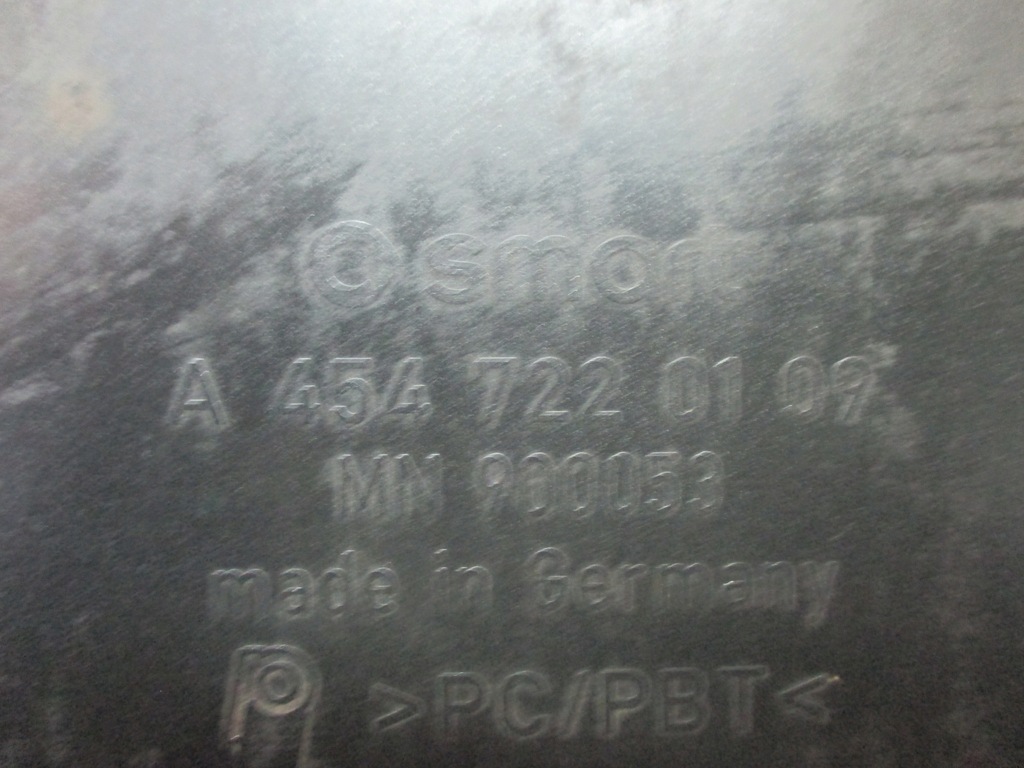 smart
A 454 722 01 09
MN 900053
made in Germany
>PC/PBT<